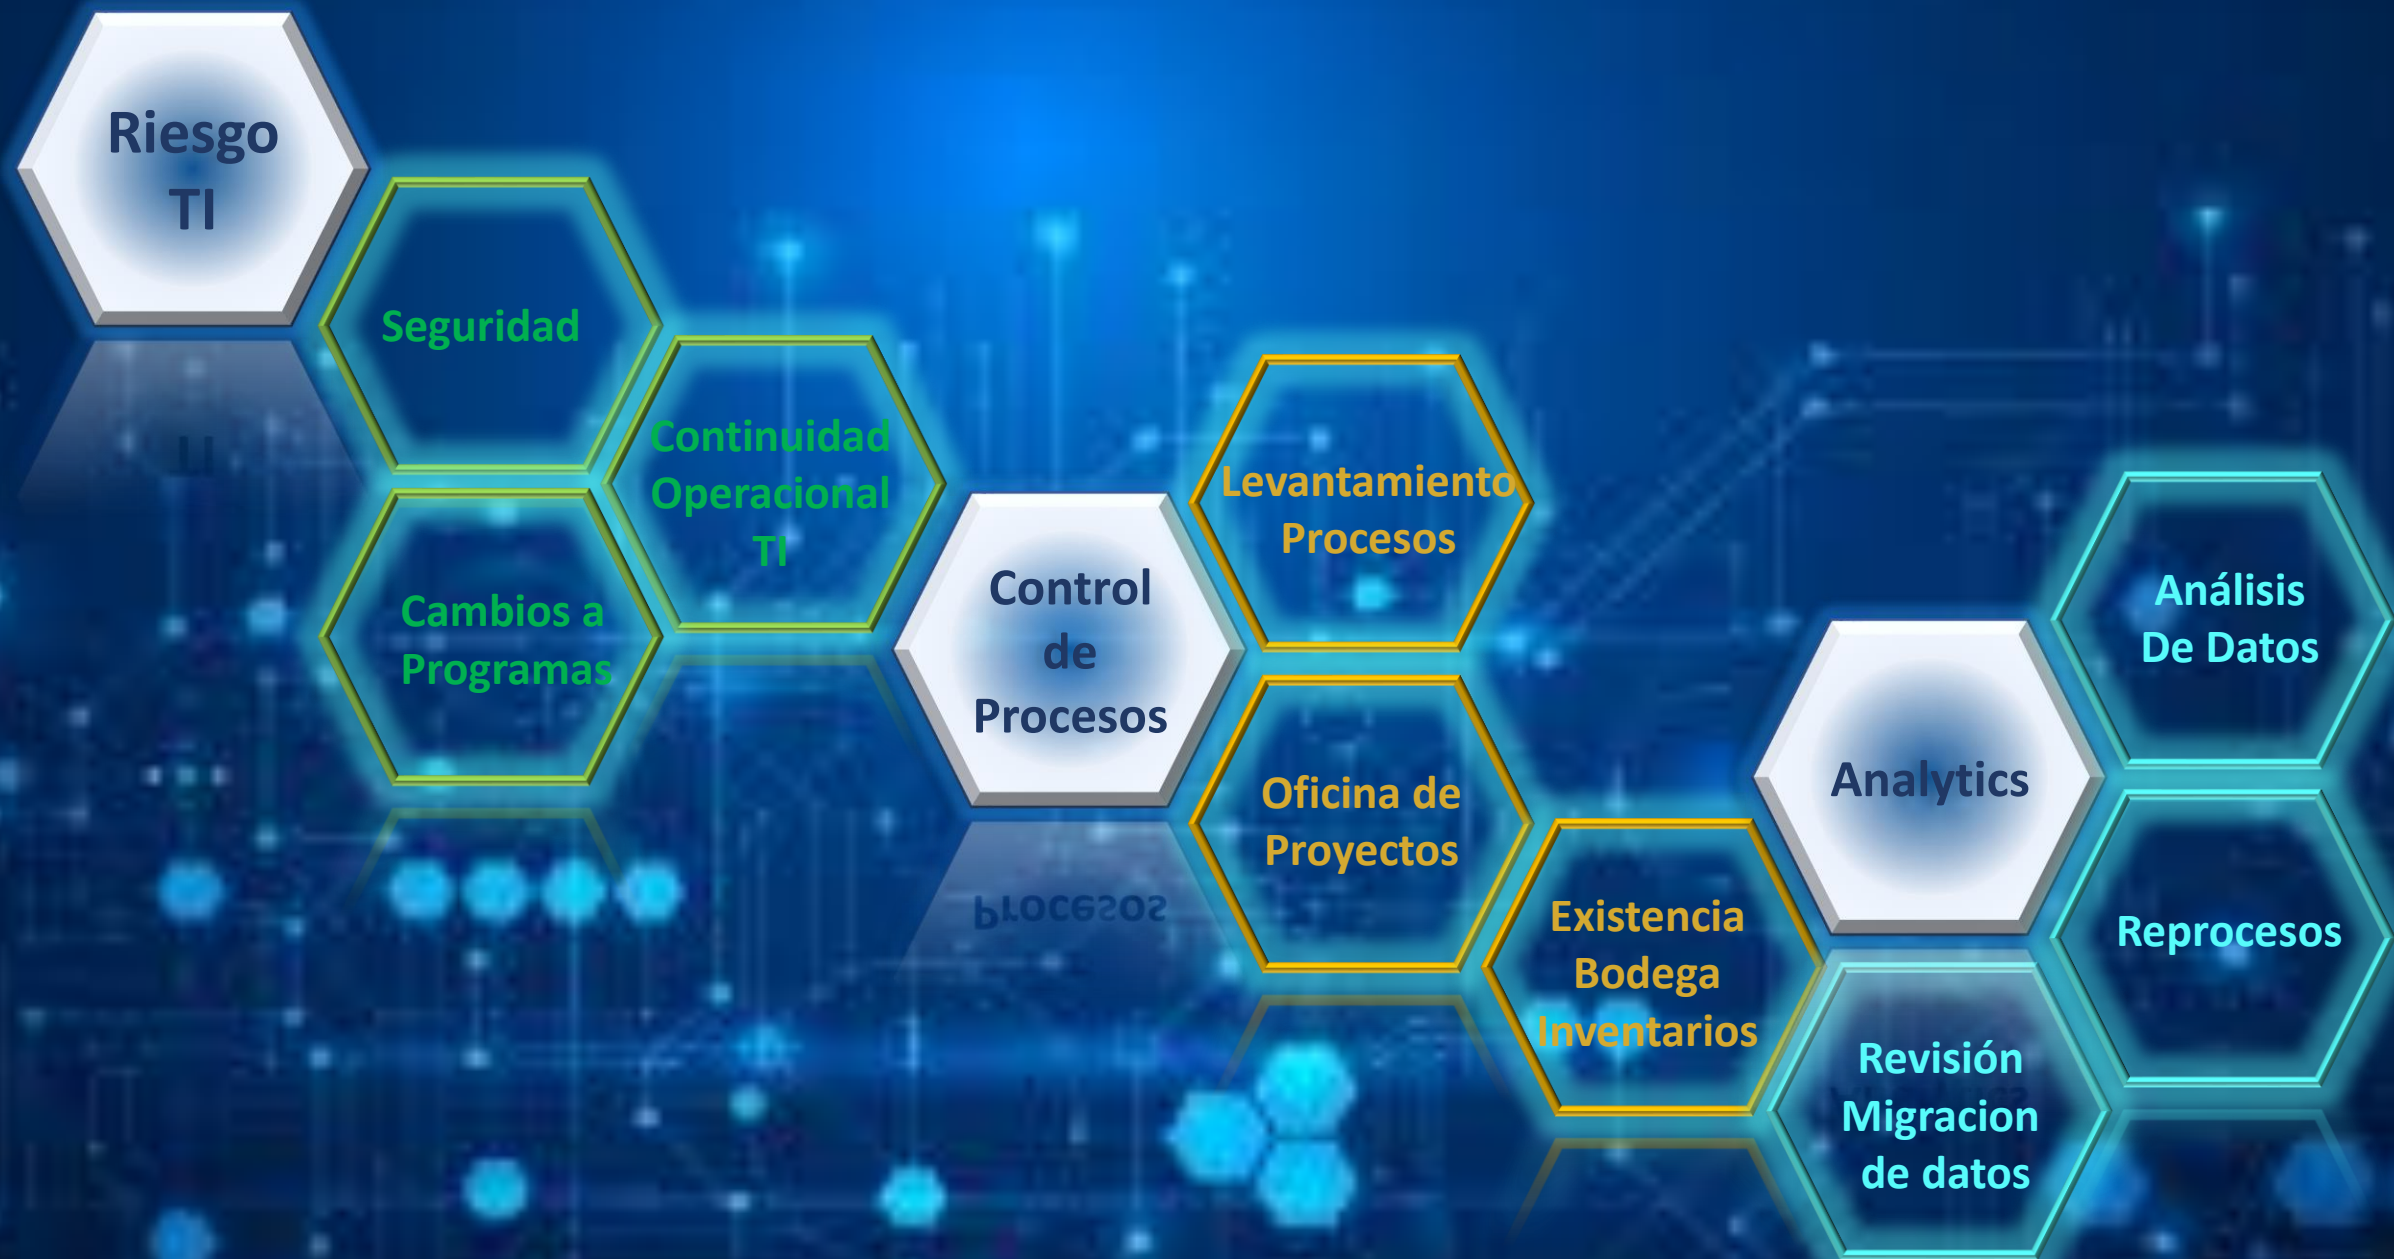 Riesgo
TI
Seguridad
Continuidad
Operacional
TI
Cambios a
Programas
Control
de
Procesos
Levantamiento
Procesos
Oficina de
Proyectos
Existencia
Bodega
Inventarios
Analytics
Análisis
De Datos
Reprocesos
Revisión
Migracion
de datos